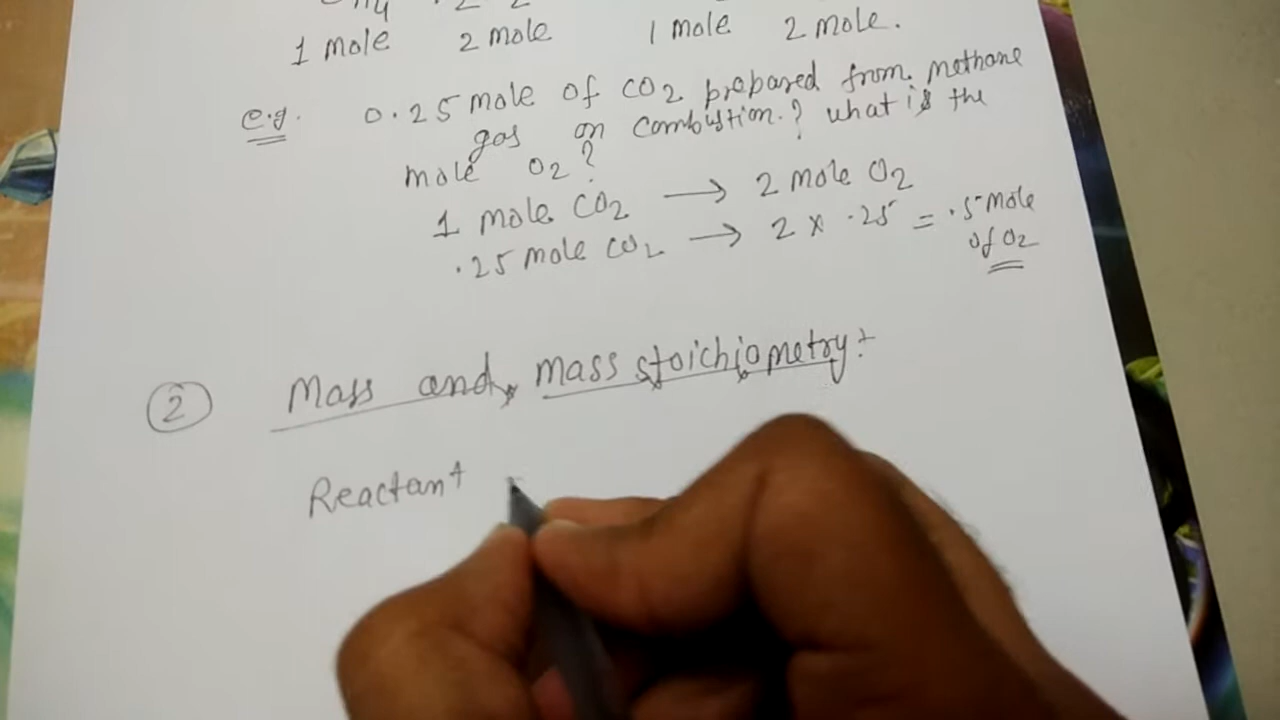 1 mole 2 mole 1 mole 2 mole.
e.g. 0.25 mole of CO2 prepared from methane
gas on combustion.? what is the
mole O2?
1 mole CO2 → 2 mole O2
.25 mole CO2 → 2 × .25 = .5 mole
of O2
2 Mass and, mass stoichiometry:-
Reactant